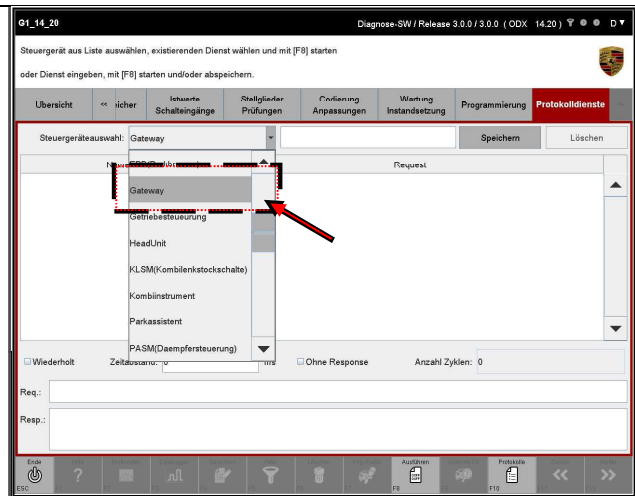 G1_14_20
Diagnose-SW / Release 3.0.0 / 3.0.0 ( ODX 14.20 ) D
Steuergerät aus Liste auswählen, existierenden Dienst wählen und mit [F8] starten
oder Dienst eingeben, mit [F8] starten und/oder abspeichern.
Übersicht
«
icher
Istwerte
Schalteingänge
Stellglieder
Prüfungen
Codierung
Anpassungen
Wartung
Instandsetzung
Programmierung
Protokolldienste
Steuergeräteauswahl: Gateway
Speichern
Löschen
Request
Gateway
Getriebesteuerung
HeadUnit
KLSM(Kombilenkstockschalte)
Kombiinstrument
Parkassistent
PASM(Daempfersteuerung)
Wiederholt
Zeitabstand: 0 ms
Ohne Response
Anzahl Zyklen: 0
Req.:
Resp.:
Ende
ESC
?
Ausführen
F8
Protokolle
F10
<<
>>